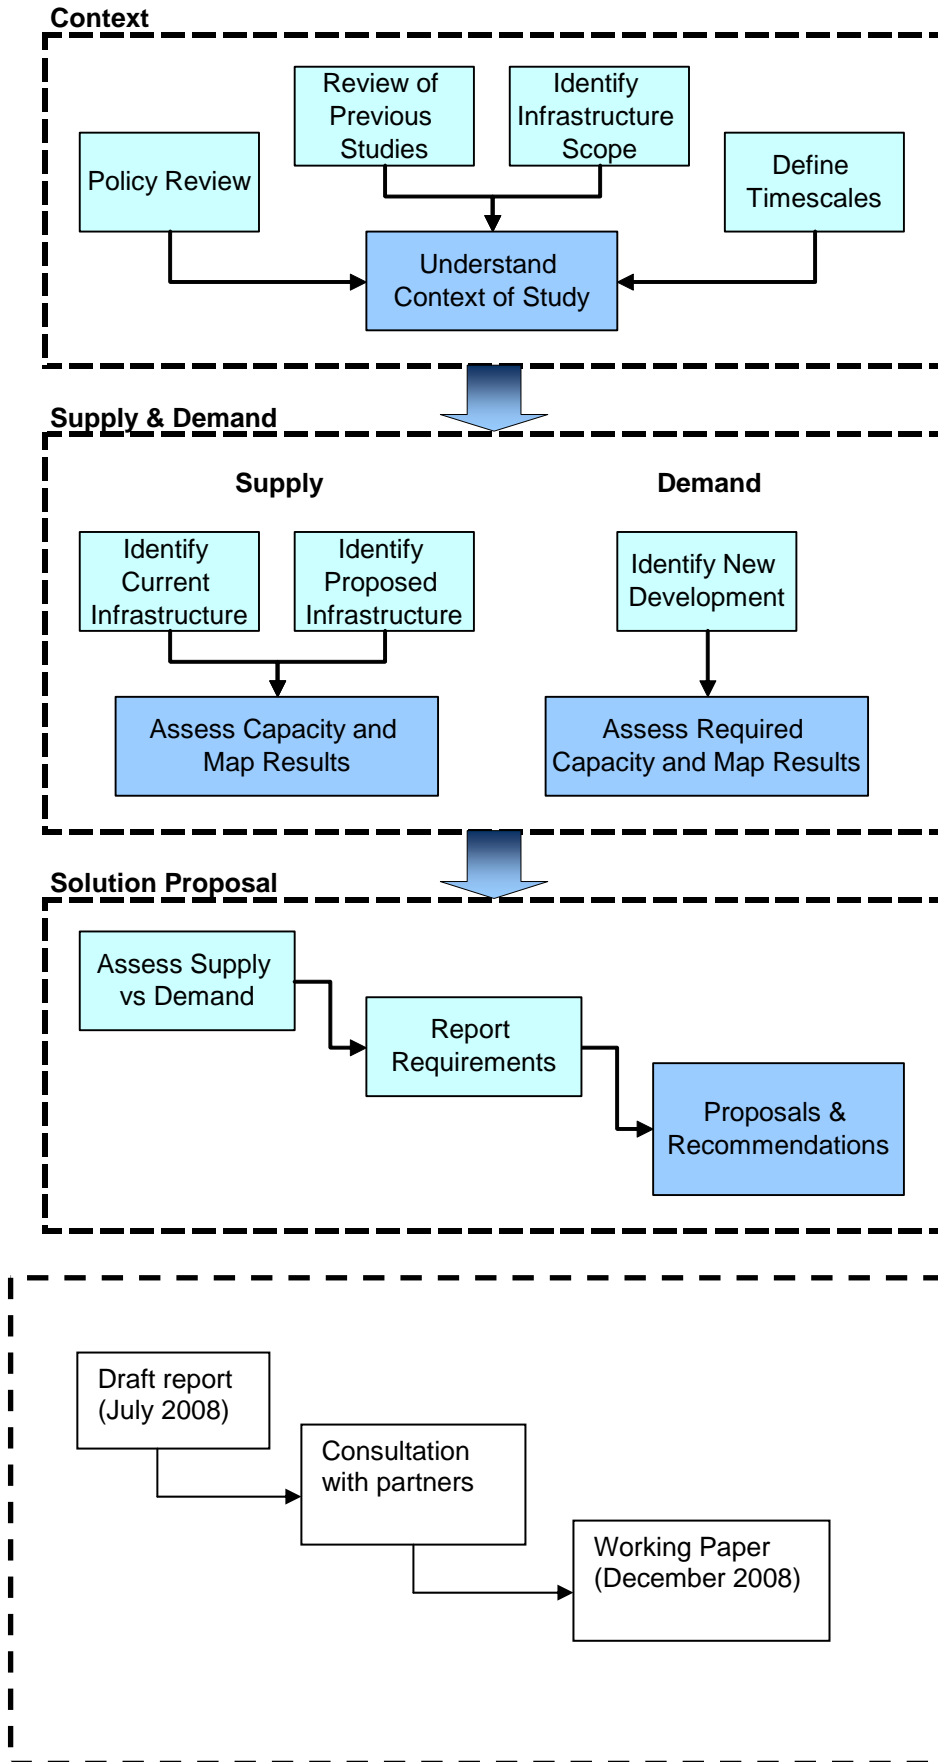 Context
Review of
Previous
Studies
Identify
Infrastructure
Scope
Policy Review
Define
Timescales
Understand
Context of Study
Supply & Demand
Supply
Demand
Identify
Current
Infrastructure
Identify
Proposed
Infrastructure
Identify New
Development
Assess Capacity and
Map Results
Assess Required
Capacity and Map Results
Solution Proposal
Assess Supply
vs Demand
Report
Requirements
Proposals &
Recommendations
Draft report
(July 2008)
Consultation
with partners
Working Paper
(December 2008)